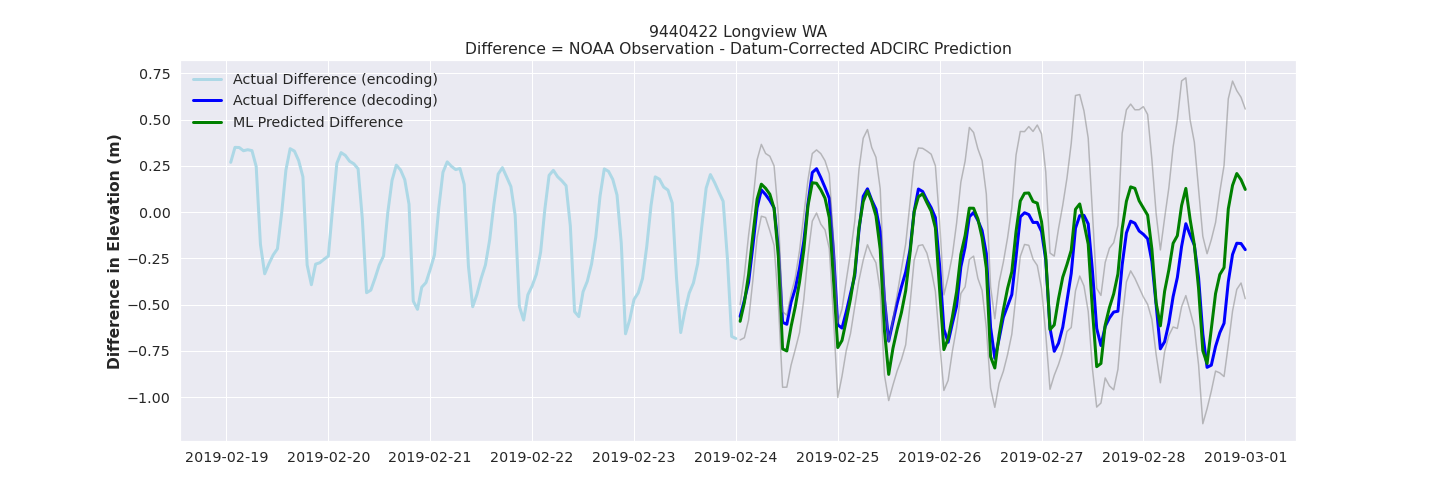 9440422 Longview WA
Difference = NOAA Observation - Datum-Corrected ADCIRC Prediction
Actual Difference (encoding)
Actual Difference (decoding)
ML Predicted Difference
Difference in Elevation (m)
0.75
0.50
0.25
0.00
−0.25
−0.50
−0.75
−1.00
2019-02-19 2019-02-20 2019-02-21 2019-02-22 2019-02-23 2019-02-24 2019-02-25 2019-02-26 2019-02-27 2019-02-28 2019-03-01